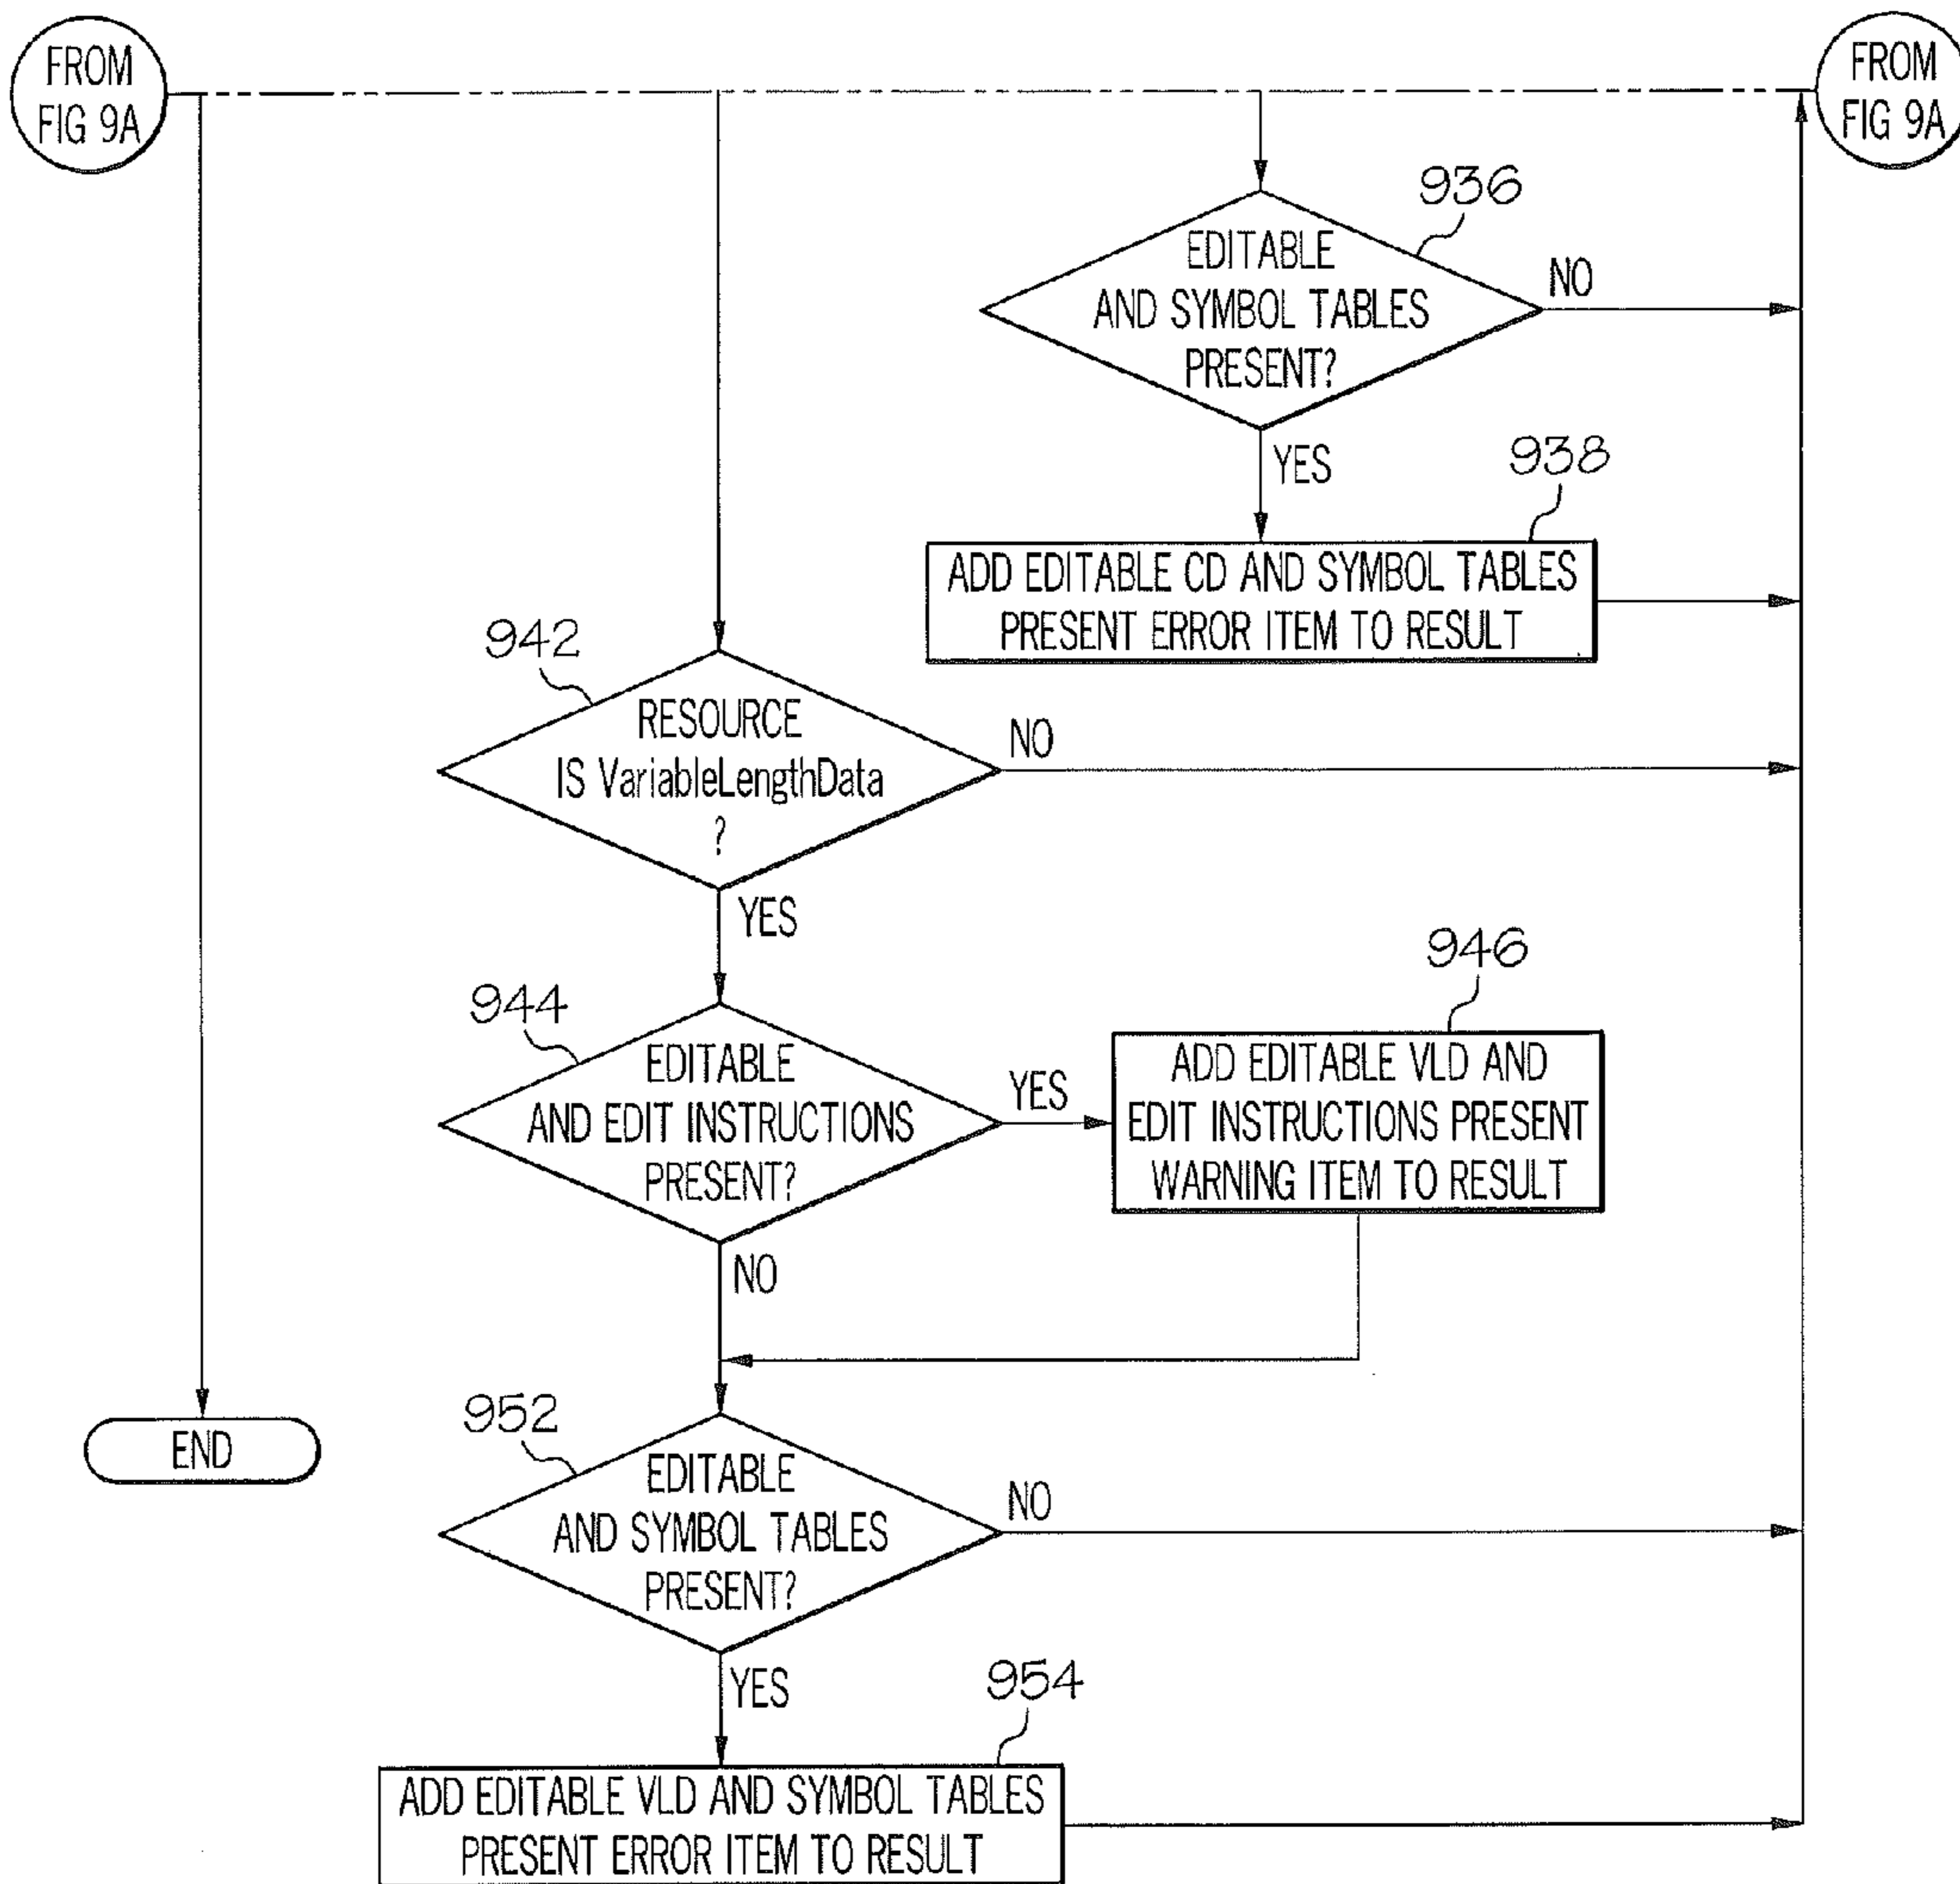 FROM
FIG 9A
FROM
FIG 9A
936
EDITABLE
AND SYMBOL TABLES
PRESENT?
NO
YES
938
ADD EDITABLE CD AND SYMBOL TABLES
PRESENT ERROR ITEM TO RESULT
942
RESOURCE
IS VariableLengthData
?
NO
YES
944
EDITABLE
AND EDIT INSTRUCTIONS
PRESENT?
YES
946
ADD EDITABLE VLD AND
EDIT INSTRUCTIONS PRESENT
WARNING ITEM TO RESULT
NO
END
952
EDITABLE
AND SYMBOL TABLES
PRESENT?
NO
YES
954
ADD EDITABLE VLD AND SYMBOL TABLES
PRESENT ERROR ITEM TO RESULT